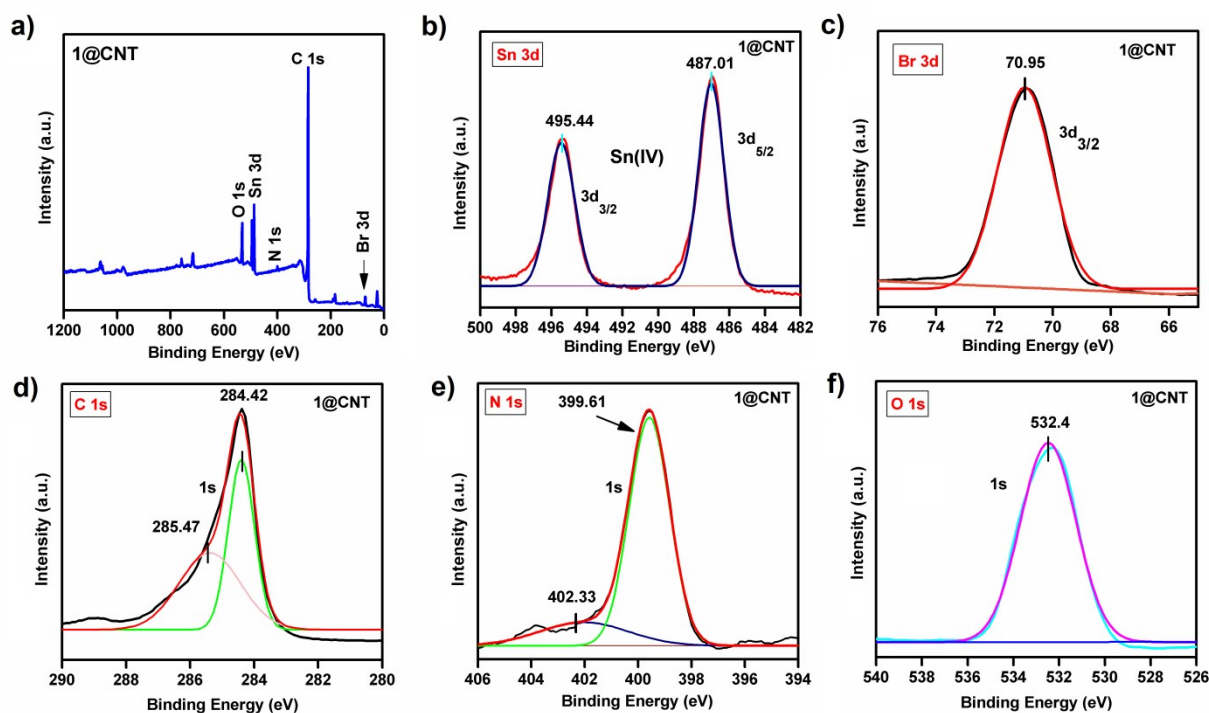 a)
1@CNT
C 1s
O 1s
Sn 3d
N 1s
Br 3d
Intensity (a.u.)
1200 1000 800 600 400 200 0
Binding Energy (eV)
b)
Sn 3d
1@CNT
487.01
495.44
Sn(IV)
3d5/2
3d3/2
Intensity (a.u.)
500 498 496 494 492 490 488 486 484 482
Binding Energy (eV)
c)
Br 3d
1@CNT
70.95
3d3/2
Intensity (a.u)
76 74 72 70 68 66
Binding Energy (eV)
d)
C 1s
284.42
1@CNT
1s
285.47
Intensity (a.u.)
290 288 286 284 282 280
Binding Energy (eV)
e)
N 1s
399.61
1@CNT
1s
402.33
Intensity (a.u.)
406 404 402 400 398 396 394
Binding Energy (eV)
f)
O 1s
1@CNT
532.4
1s
Intensity (a.u.)
540 538 536 534 532 530 528 526
Binding Energy (eV)